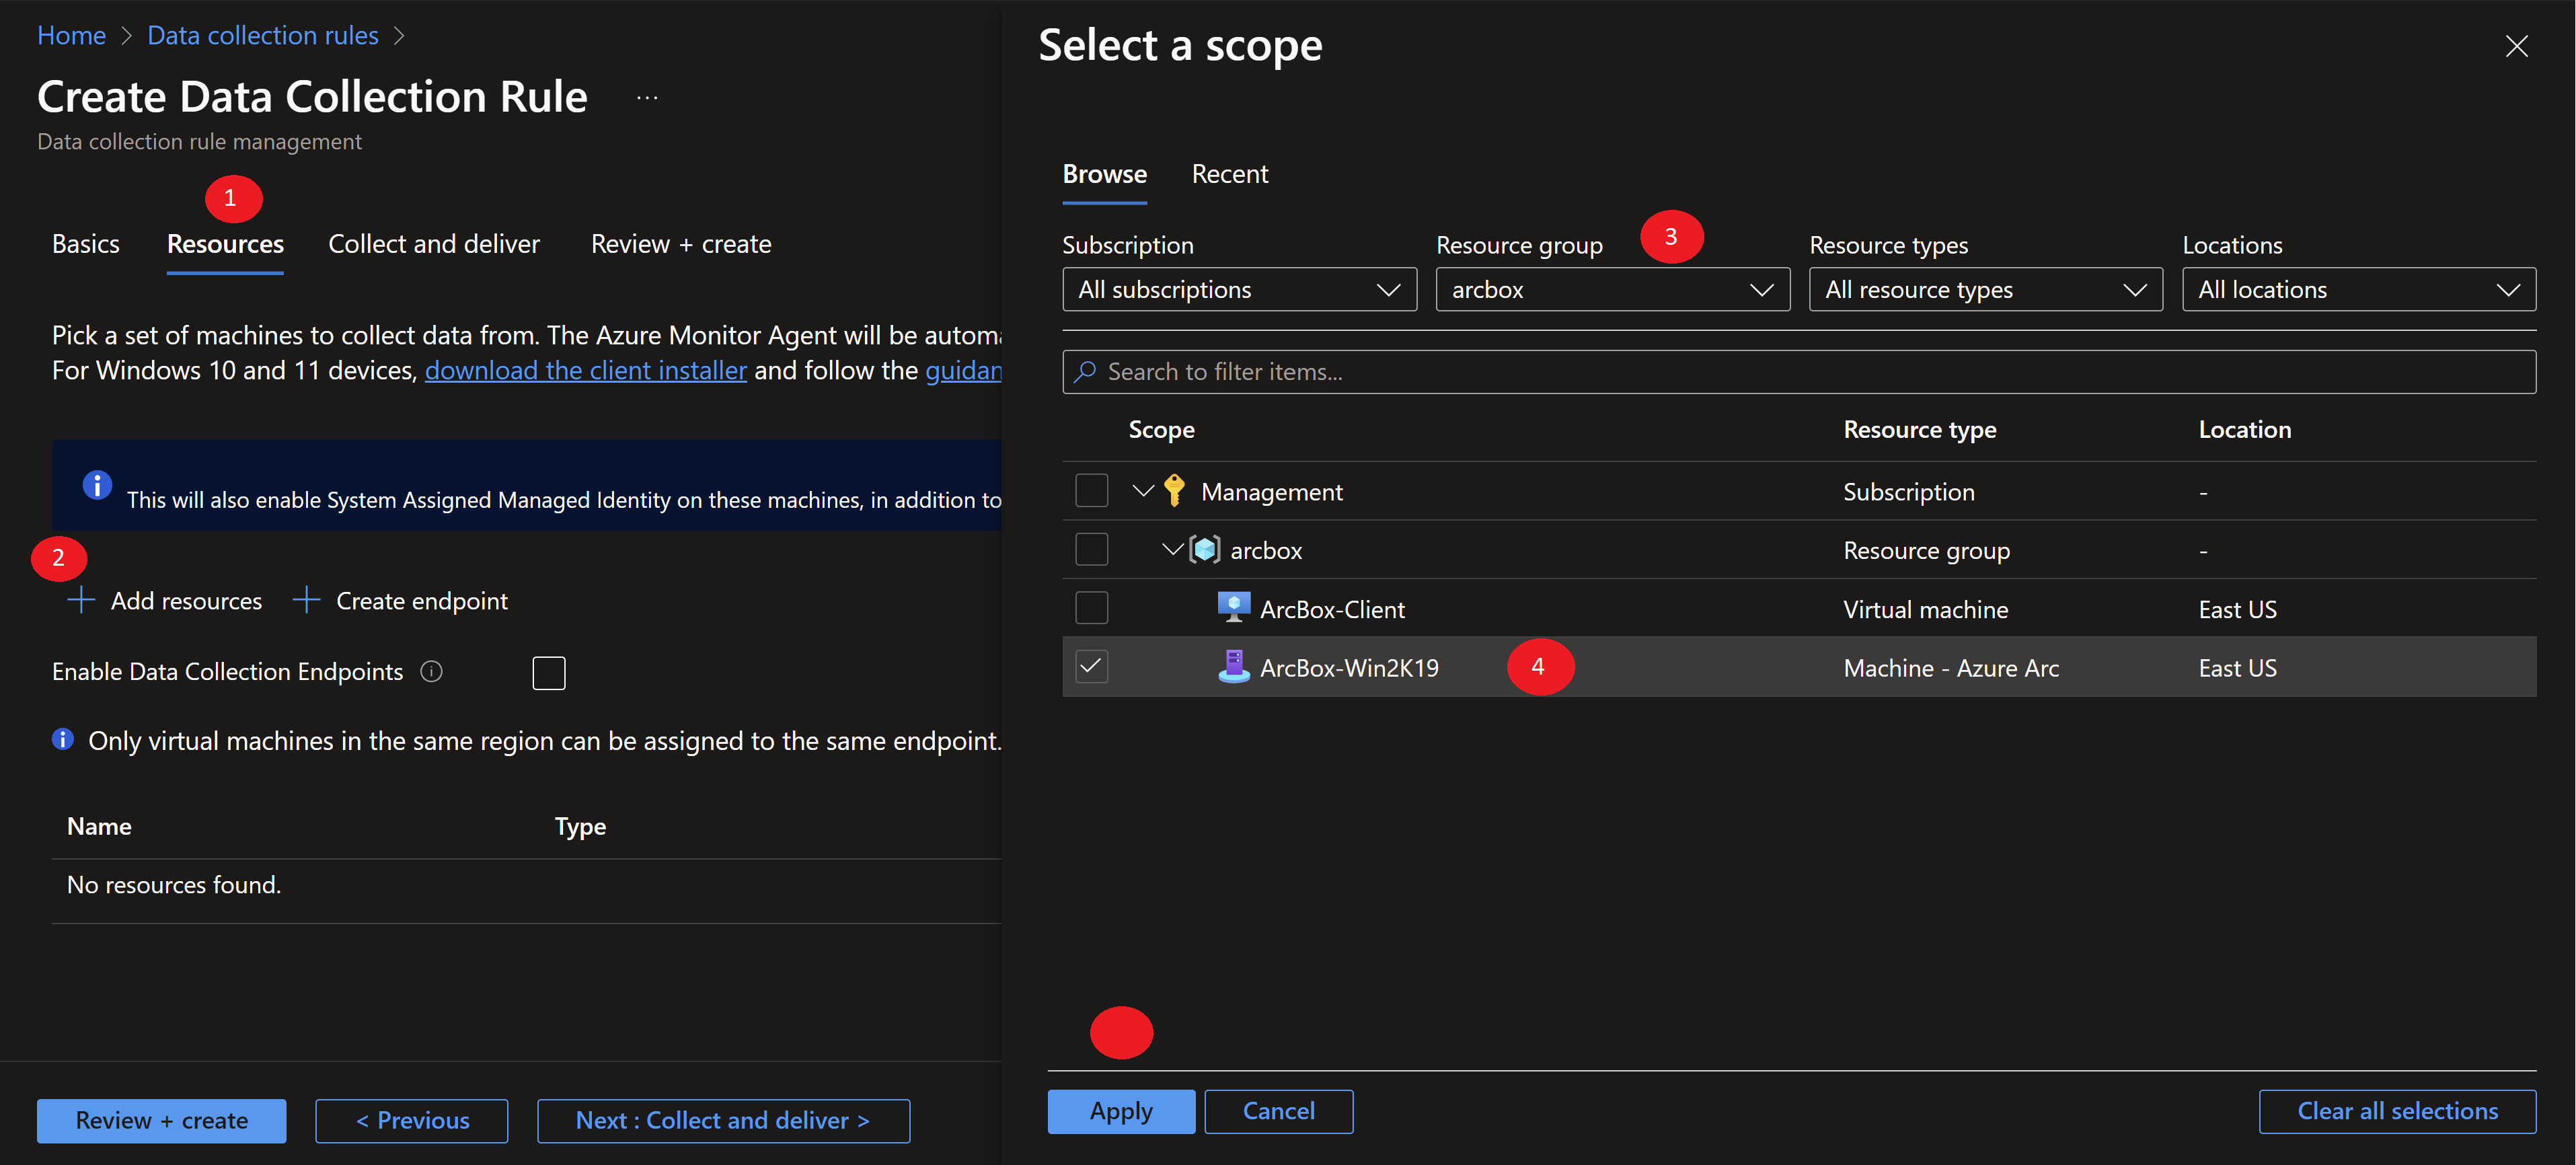 Home > Data collection rules >
Create Data Collection Rule ...
Data collection rule management
1
Basics Resources Collect and deliver Review + create
Pick a set of machines to collect data from. The Azure Monitor Agent will be automa
For Windows 10 and 11 devices, download the client installer and follow the guidan
This will also enable System Assigned Managed Identity on these machines, in addition to
2
+ Add resources + Create endpoint
Enable Data Collection Endpoints
Only virtual machines in the same region can be assigned to the same endpoint.
Name Type
No resources found.
Review + create < Previous Next : Collect and deliver >
Select a scope
Browse Recent
Subscription Resource group 3 Resource types Locations
All subscriptions arcbox All resource types All locations
Search to filter items...
Scope Resource type Location
Management Subscription -
arcbox Resource group -
ArcBox-Client Virtual machine East US
ArcBox-Win2K19 4 Machine - Azure Arc East US
Apply Cancel Clear all selections